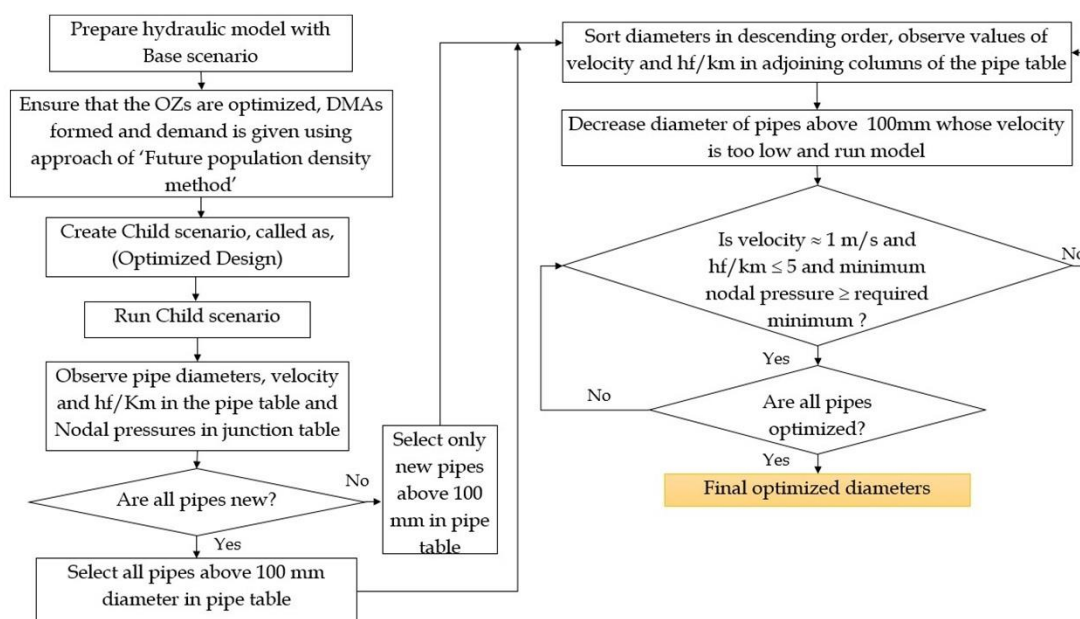 Prepare hydraulic model with
Base scenario
Ensure that the OZs are optimized, DMAs
formed and demand is given using
approach of ‘Future population density
method’
Create Child scenario, called as,
(Optimized Design)
Run Child scenario
Observe pipe diameters, velocity
and hf/Km in the pipe table and
Nodal pressures in junction table
Are all pipes new?
No
Yes
Select all pipes above 100 mm
diameter in pipe table
Select only
new pipes
above 100
mm in pipe
table
Sort diameters in descending order, observe values of
velocity and hf/km in adjoining columns of the pipe table
Decrease diameter of pipes above 100mm whose velocity
is too low and run model
Is velocity ≈ 1 m/s and
hf/km ≤ 5 and minimum
nodal pressure ≥ required
minimum ?
No
Yes
Are all pipes
optimized?
No
Yes
Final optimized diameters